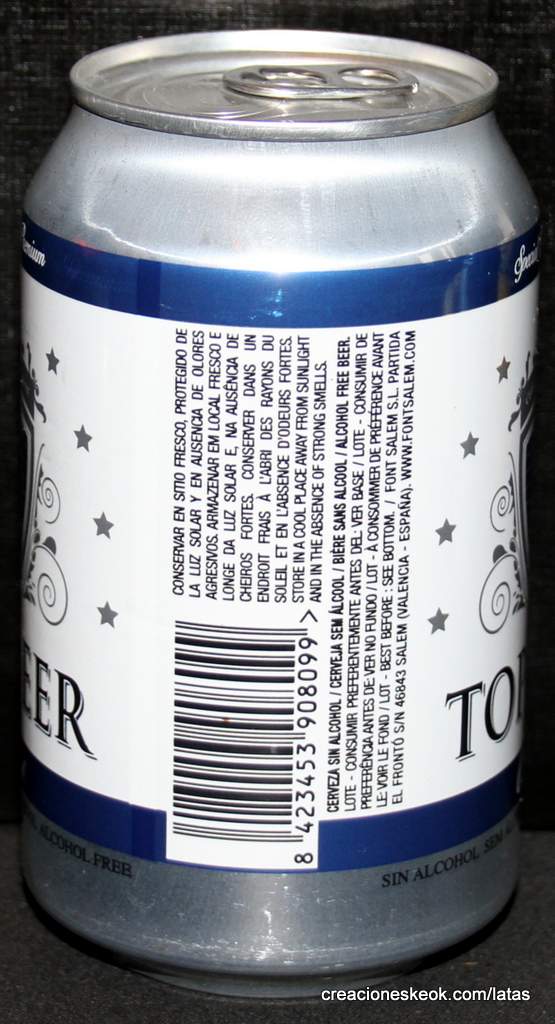 Special
CONSERVAR EN SITIO FRESCO, PROTEGIDO DE
LA LUZ SOLAR Y EN AUSENCIA DE OLORES
AGRESIVOS. ARMAZENAR EM LOCAL FRESCO E
LONGE DA LUZ SOLAR E, NA AUSÊNCIA DE
CHEIROS FORTES. CONSERVER DANS UN
ENDROIT FRAIS À L'ABRI DES RAYONS DU
SOLEIL ET EN L'ABSENCE D'ODEURS FORTES.
STORE IN A COOL PLACE AWAY FROM SUNLIGHT
AND IN THE ABSENCE OF STRONG SMELLS.
CERVEZA SIN ALCOHOL / CERVEJA SEM ÁLCOOL / BIÈRE SANS ALCOOL / ALCOHOL FREE BEER.
LOTE - CONSUMIR PREFERENTEMENTE ANTES DEL: VER BASE / LOTE - CONSUMIR DE
PREFERÊNCIA ANTES DE: VER NO FUNDO / LOT - À CONSOMMER DE PRÉFÉRENCE AVANT
LE: VOIR LE FOND / LOT - BEST BEFORE : SEE BOTTOM. / FONT SALEM S.L. PARTIDA
EL FRONTÓ S/N 46843 SALEM (VALENCIA - ESPAÑA). WWW.FONTSALEM.COM
8 423453 908099 >
EER
TO
ALCOHOL FREE
SIN ALCOHOL, SEM
creacioneskeok.com/latas